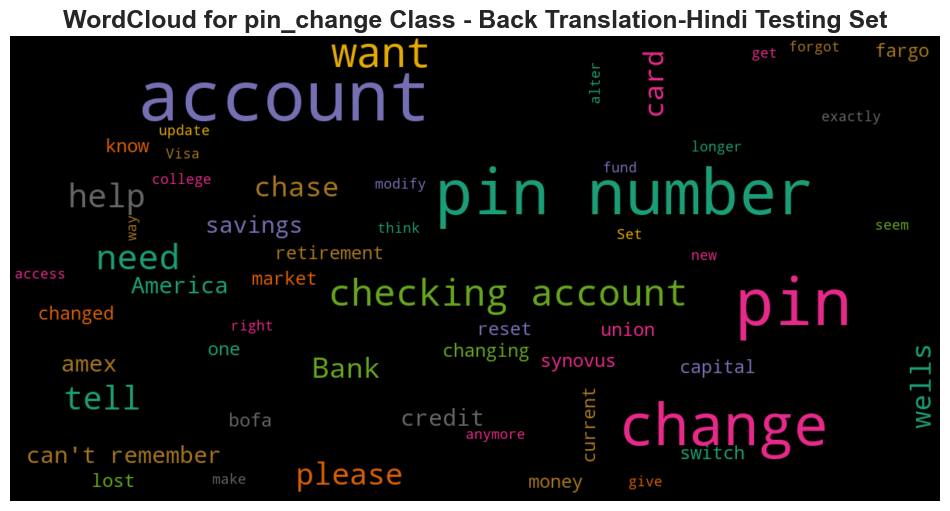 WordCloud for pin_change Class - Back Translation-Hindi Testing Set
want
account
alter
card
get
forgot
fargo
exactly
update
know
Visa
longer
college
help
chase
modify
fund
pin number
way
savings
think
Set
seem
need
retirement
new
access
America
market
checking account
pin
changed
right
reset
union
one
changing
amex
Bank
synovus
capital
wells
tell
bofa
credit
current
change
anymore
can't remember
switch
lost
make
please
money
give